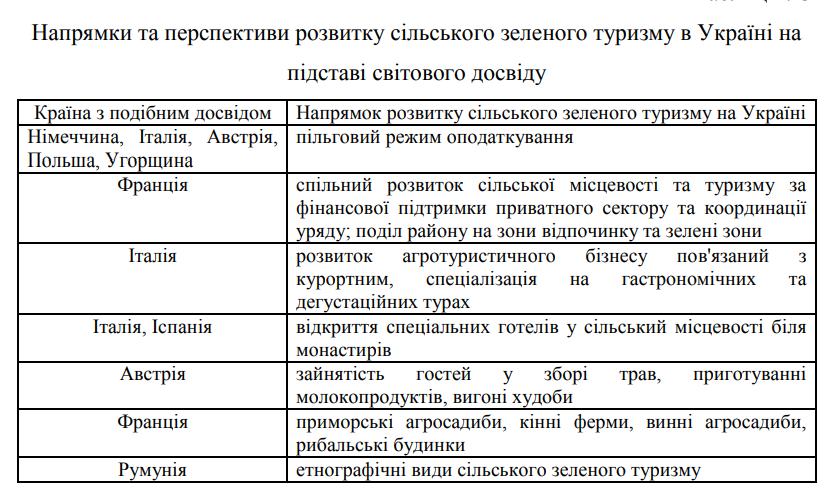 Напрямки та перспективи розвитку сільського зеленого туризму в Україні на
підставі світового досвіду
Країна з подібним досвідом
Напрямок розвитку сільського зеленого туризму на Україні
Німеччина, Італія, Австрія,
Польша, Угорщина
пільговий режим оподаткування
Франція
спільний розвиток сільської місцевості та туризму за
фінансової підтримки приватного сектору та координації
уряду; поділ району на зони відпочинку та зелені зони
Італія
розвиток агротуристичного бізнесу пов'язаний з
курортним, спеціалізація на гастрономічних та
дегустаційних турах
Італія, Іспанія
відкриття спеціальних готелів у сільський місцевості біля
монастирів
Австрія
зайнятість гостей у зборі трав, приготуванні
молокопродуктів, вигоні худоби
Франція
приморські агросадиби, кінні ферми, винні агросадиби,
рибальські будинки
Румунія
етнографічні види сільського зеленого туризму